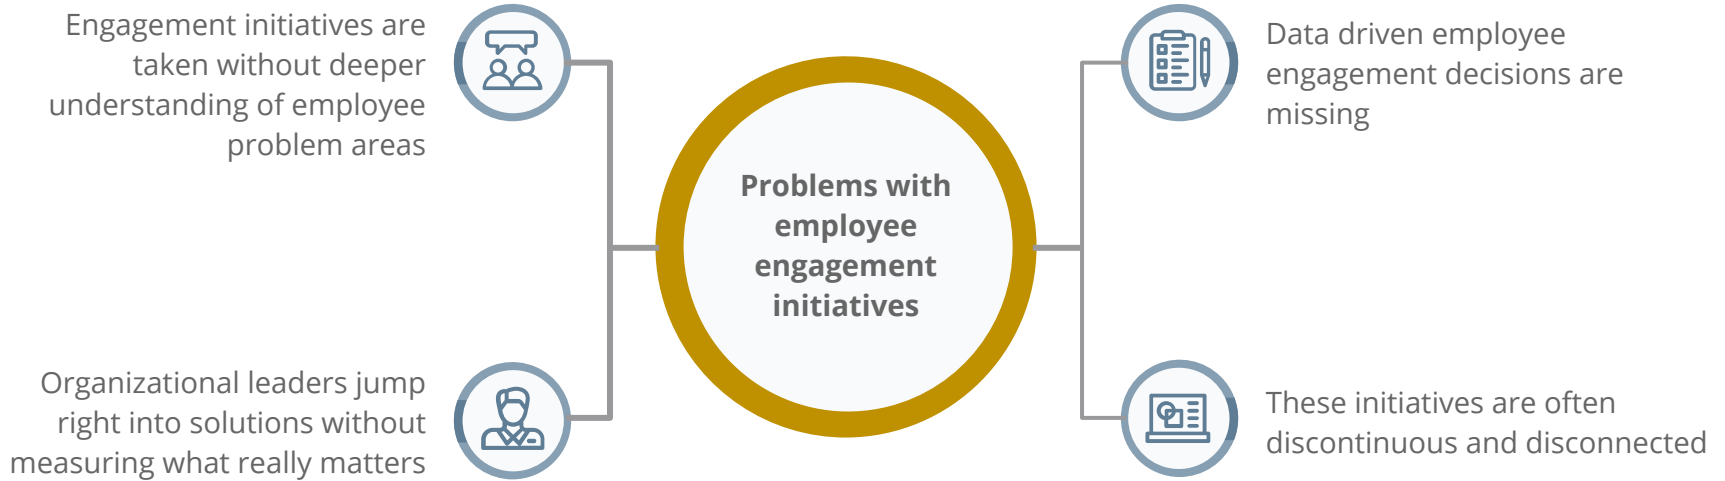 Engagement initiatives are
taken without deeper
understanding of employee
problem areas
Organizational leaders jump
right into solutions without
measuring what really matters
Problems with
employee
engagement
initiatives
Data driven employee
engagement decisions are
missing
These initiatives are often
discontinuous and disconnected